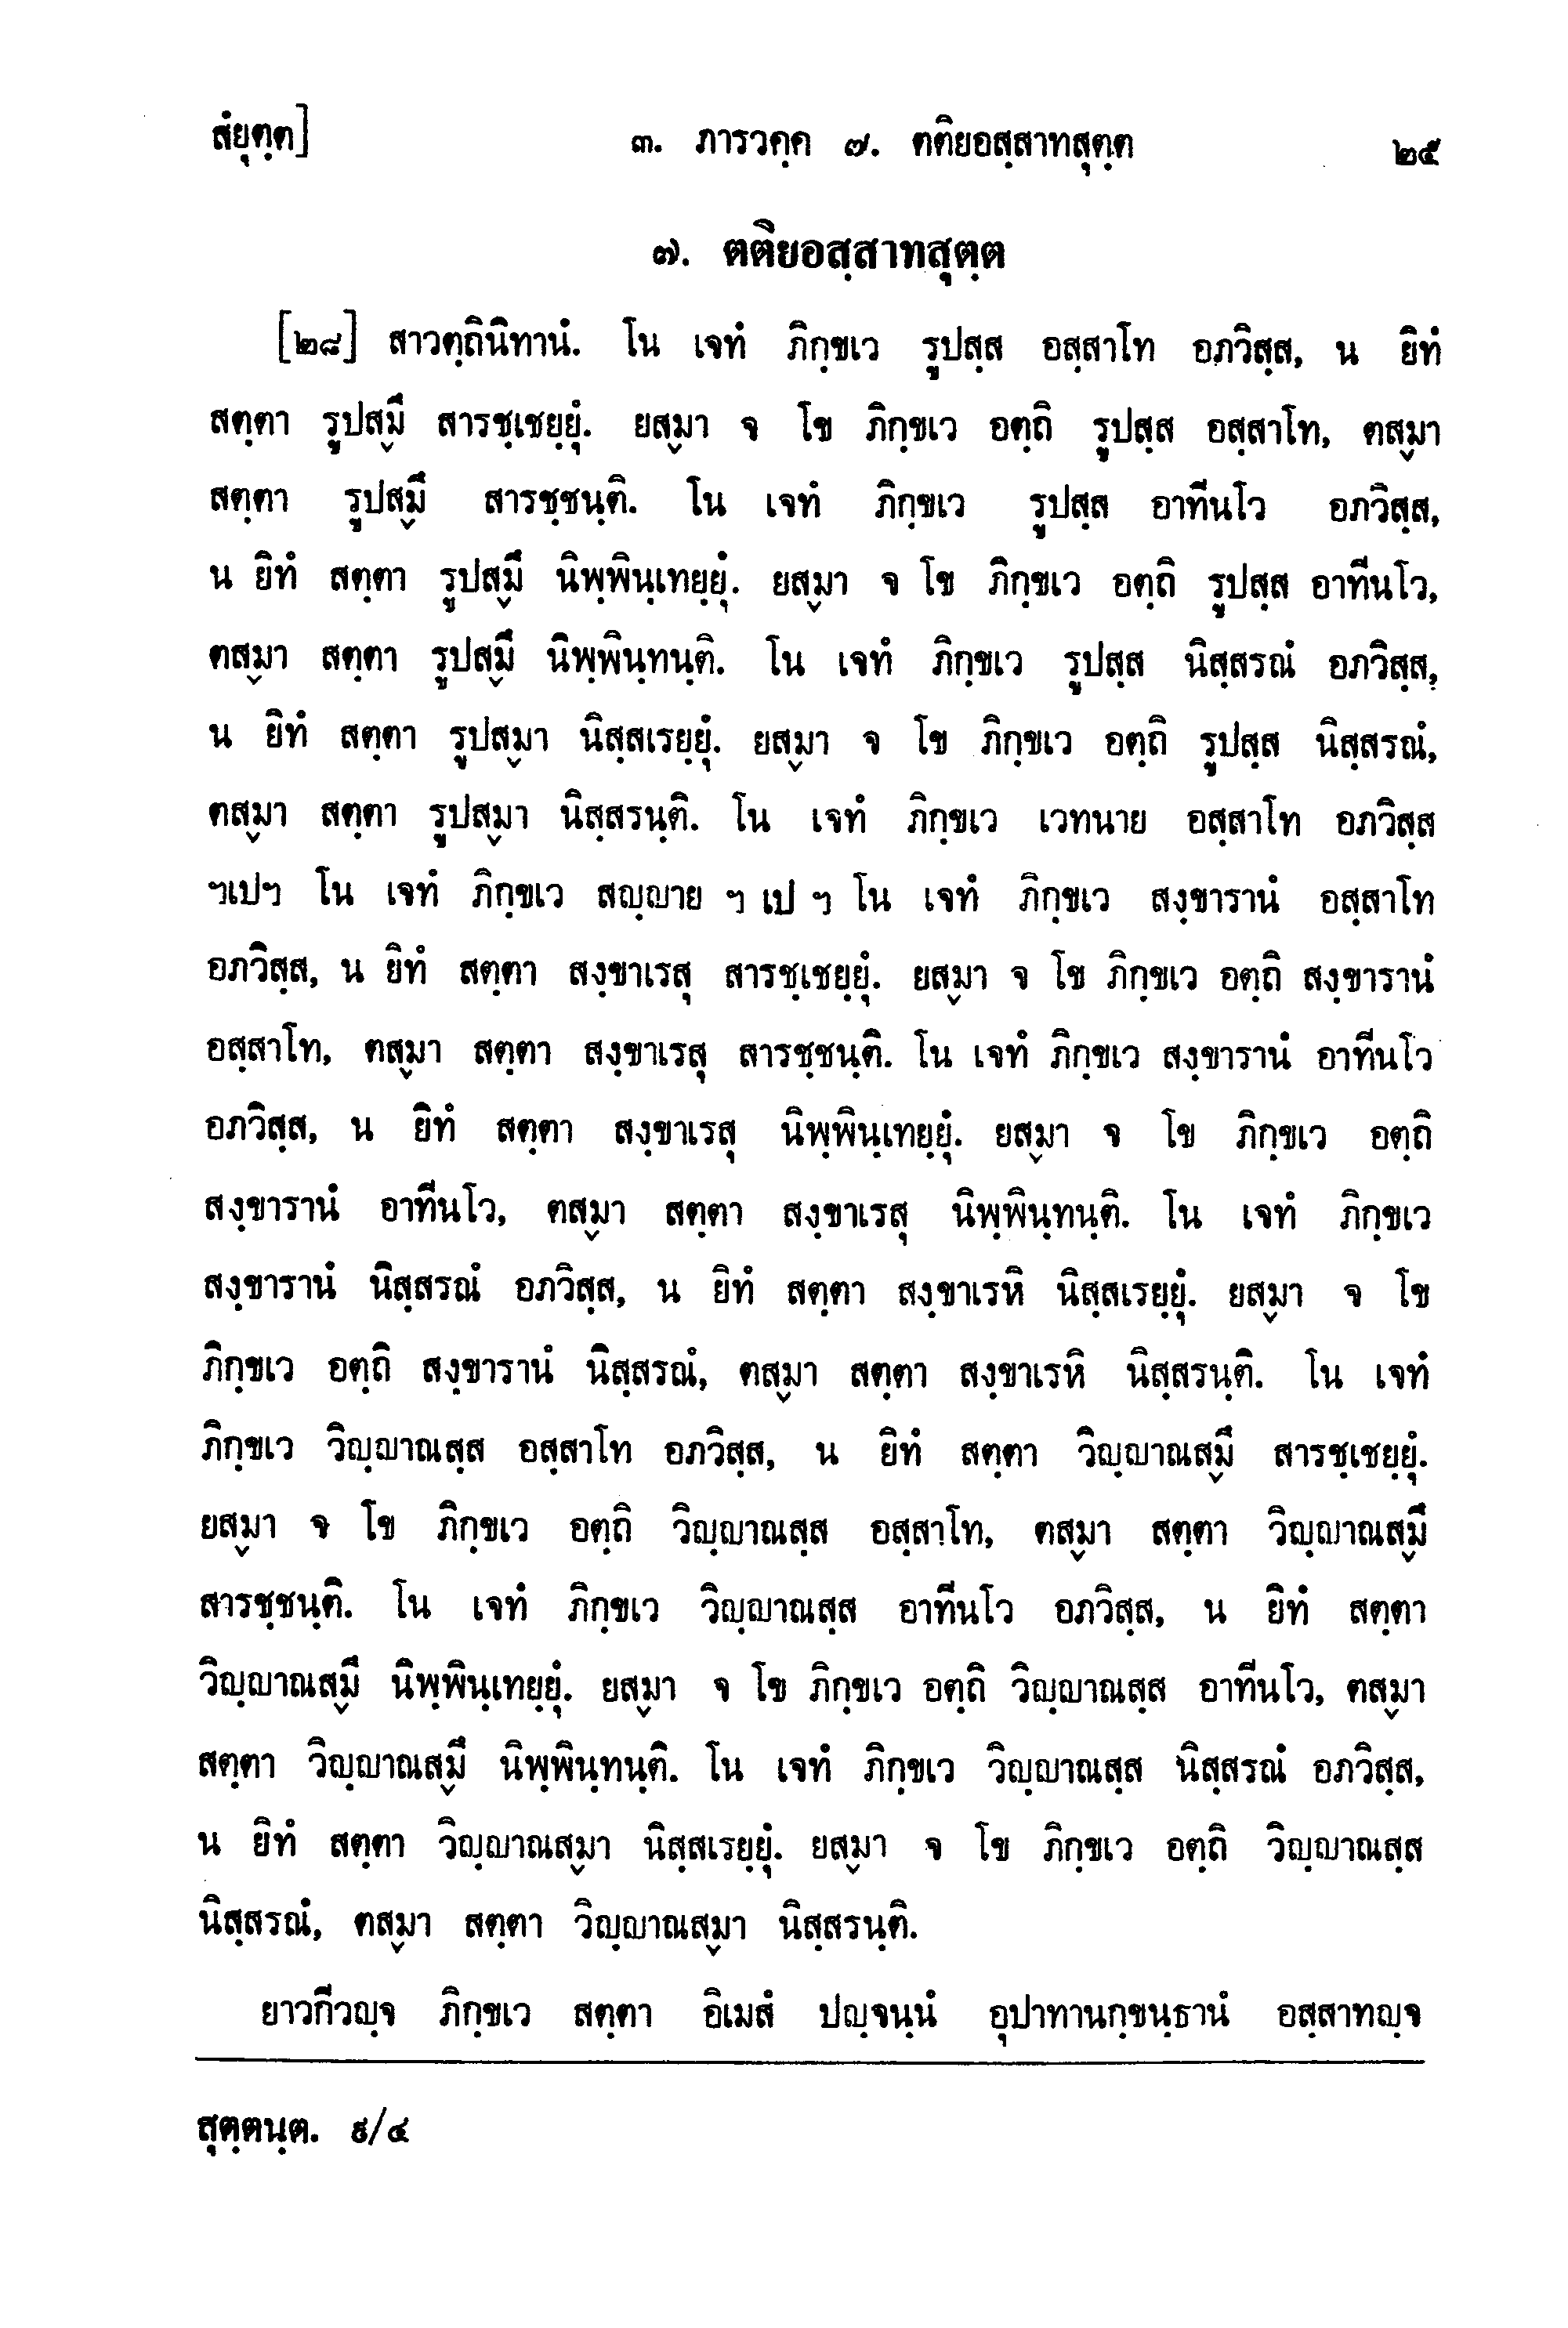 สํยุตฺต]
๓. ภารวคฺค ๗. ตติยอสฺสาทสุตฺต
๒๕
๗. ตติยอสฺสาทสุตฺต
[๒๘] สาวตฺถินิทานํ. โน เจทํ ภิกฺขเว รูปสฺส อสฺสาโท อภวิสฺส, น ยิทํ
สตฺตา รูปสฺมึ สารชฺเชยฺยุํ. ยสฺมา จ โข ภิกฺขเว อตฺถิ รูปสฺส อสฺสาโท, ตสฺมา
สตฺตา รูปสฺมึ สารชฺชนฺติ. โน เจทํ ภิกฺขเว รูปสฺส อาทีนโว อภวิสฺส,
น ยิทํ สตฺตา รูปสฺมึ นิพฺพินฺเทยฺยุํ. ยสฺมา จ โข ภิกฺขเว อตฺถิ รูปสฺส อาทีนโว,
ตสฺมา สตฺตา รูปสฺมึ นิพฺพินฺทนฺติ. โน เจทํ ภิกฺขเว รูปสฺส นิสฺสรณํ อภวิสฺส,
น ยิทํ สตฺตา รูปสฺมา นิสฺสเรยฺยุํ. ยสฺมา จ โข ภิกฺขเว อตฺถิ รูปสฺส นิสฺสรณํ,
ตสฺมา สตฺตา รูปสฺมา นิสฺสรนฺติ. โน เจทํ ภิกฺขเว เวทนาย อสฺสาโท อภวิสฺส
ฯเปฯ โน เจทํ ภิกฺขเว สญฺญาย ฯ เป ฯ โน เจทํ ภิกฺขเว สงฺขารานํ อสฺสาโท
อภวิสฺส, น ยิทํ สตฺตา สงฺขาเรสุ สารชฺเชยฺยุํ. ยสฺมา จ โข ภิกฺขเว อตฺถิ สงฺขารานํ
อสฺสาโท, ตสฺมา สตฺตา สงฺขาเรสุ สารชฺชนฺติ. โน เจทํ ภิกฺขเว สงฺขารานํ อาทีนโว
อภวิสฺส, น ยิทํ สตฺตา สงฺขาเรสุ นิพฺพินฺเทยฺยุํ. ยสฺมา จ โข ภิกฺขเว อตฺถิ
สงฺขารานํ อาทีนโว, ตสฺมา สตฺตา สงฺขาเรสุ นิพฺพินฺทนฺติ. โน เจทํ ภิกฺขเว
สงฺขารานํ นิสฺสรณํ อภวิสฺส, น ยิทํ สตฺตา สงฺขาเรหิ นิสฺสเรยฺยุํ. ยสฺมา จ โข
ภิกฺขเว อตฺถิ สงฺขารานํ นิสฺสรณํ, ตสฺมา สตฺตา สงฺขาเรหิ นิสฺสรนฺติ. โน เจทํ
ภิกฺขเว วิญฺญาณสฺส อสฺสาโท อภวิสฺส, น ยิทํ สตฺตา วิญฺญาณสฺมึ สารชฺเชยฺยุํ.
ยสฺมา จ โข ภิกฺขเว อตฺถิ วิญฺญาณสฺส อสฺสาโท, ตสฺมา สตฺตา วิญฺญาณสฺมึ
สารชฺชนฺติ. โน เจทํ ภิกฺขเว วิญฺญาณสฺส อาทีนโว อภวิสฺส, น ยิทํ สตฺตา
วิญฺญาณสฺมึ นิพฺพินฺเทยฺยุํ. ยสฺมา จ โข ภิกฺขเว อตฺถิ วิญฺญาณสฺส อาทีนโว, ตสฺมา
สตฺตา วิญฺญาณสฺมึ นิพฺพินฺทนฺติ. โน เจทํ ภิกฺขเว วิญฺญาณสฺส นิสฺสรณํ อภวิสฺส,
น ยิทํ สตฺตา วิญฺญาณสฺมา นิสฺสเรยฺยุํ. ยสฺมา จ โข ภิกฺขเว อตฺถิ วิญฺญาณสฺส
นิสฺสรณํ, ตสฺมา สตฺตา วิญฺญาณสฺมา นิสฺสรนฺติ.
ยาวกีวญฺจ ภิกฺขเว สตฺตา อิเมสํ ปญฺจนฺนํ อุปาทานกฺขนฺธานํ อสฺสาทญฺจ
สุตฺตนฺต. ๙/๔